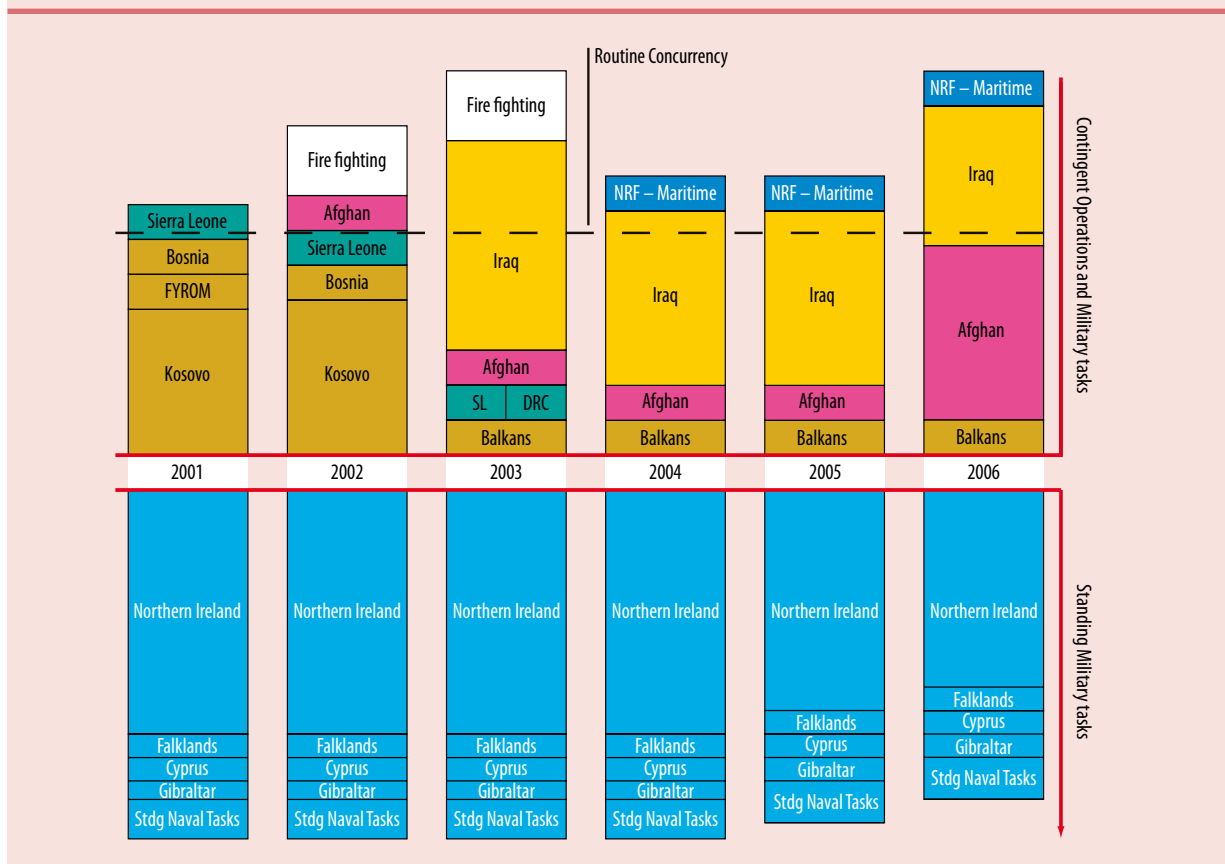 Routine Concurrency
Sierra Leone
Bosnia
FYROM
Kosovo
Fire fighting
Afghan
Sierra Leone
Bosnia
Kosovo
Fire fighting
Iraq
Afghan
SL DRC
Balkans
NRF – Maritime
Iraq
Afghan
Balkans
NRF – Maritime
Iraq
Afghan
Balkans
NRF – Maritime
Iraq
Afghan
Balkans
Contingent Operations and Military tasks
2001 2002 2003 2004 2005 2006
Northern Ireland
Falklands
Cyprus
Gibraltar
Stdg Naval Tasks
Northern Ireland
Falklands
Cyprus
Gibraltar
Stdg Naval Tasks
Northern Ireland
Falklands
Cyprus
Gibraltar
Stdg Naval Tasks
Northern Ireland
Falklands
Cyprus
Gibraltar
Stdg Naval Tasks
Northern Ireland
Falklands
Cyprus
Gibraltar
Stdg Naval Tasks
Northern Ireland
Falklands
Cyprus
Gibraltar
Stdg Naval Tasks
Standing Military tasks